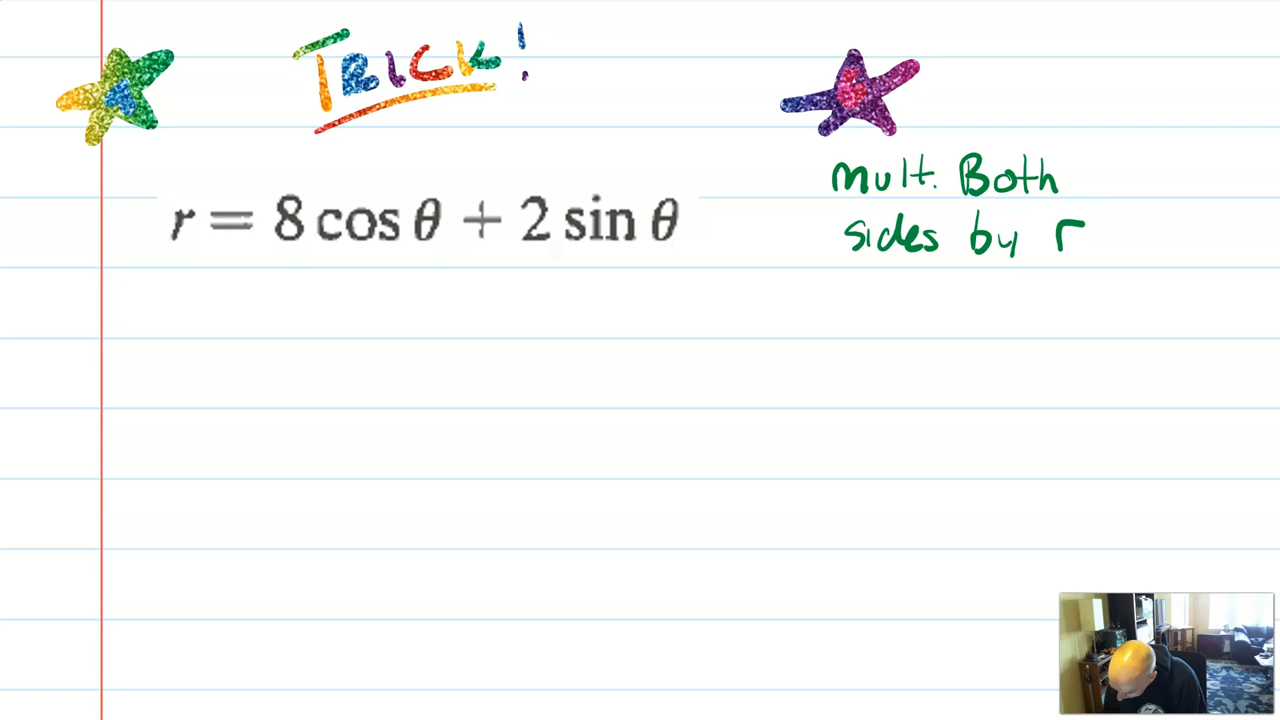 TRICK!
mult. Both
sides by r
r = 8 cos θ + 2 sin θ